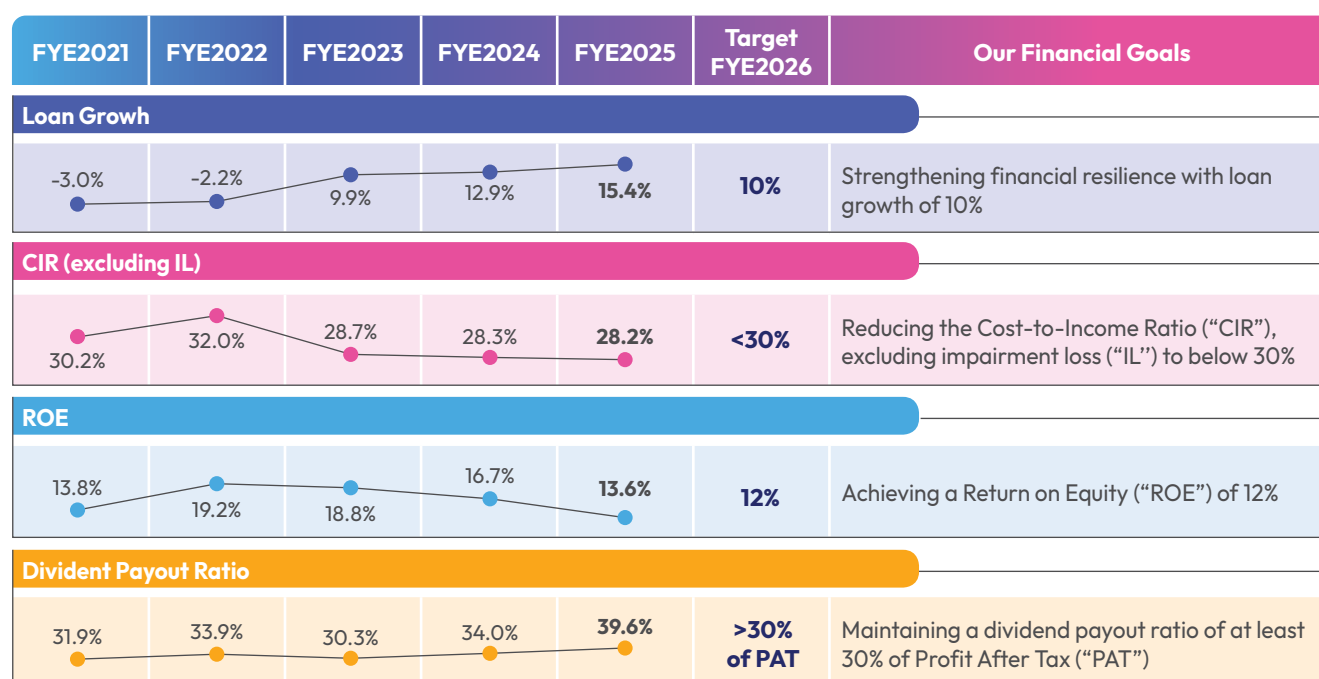 FYE2021 FYE2022 FYE2023 FYE2024 FYE2025 Target FYE2026 Our Financial Goals
Loan Growh
-3.0% -2.2% 9.9% 12.9% 15.4% 10% Strengthening financial resilience with loan
growth of 10%
CIR (excluding IL)
30.2% 32.0% 28.7% 28.3% 28.2% <30% Reducing the Cost-to-Income Ratio (“CIR”),
excluding impairment loss (“IL’’) to below 30%
ROE
13.8% 19.2% 18.8% 16.7% 13.6% 12% Achieving a Return on Equity (“ROE”) of 12%
Divident Payout Ratio
31.9% 33.9% 30.3% 34.0% 39.6% >30% of PAT Maintaining a dividend payout ratio of at least
30% of Profit After Tax (“PAT”)